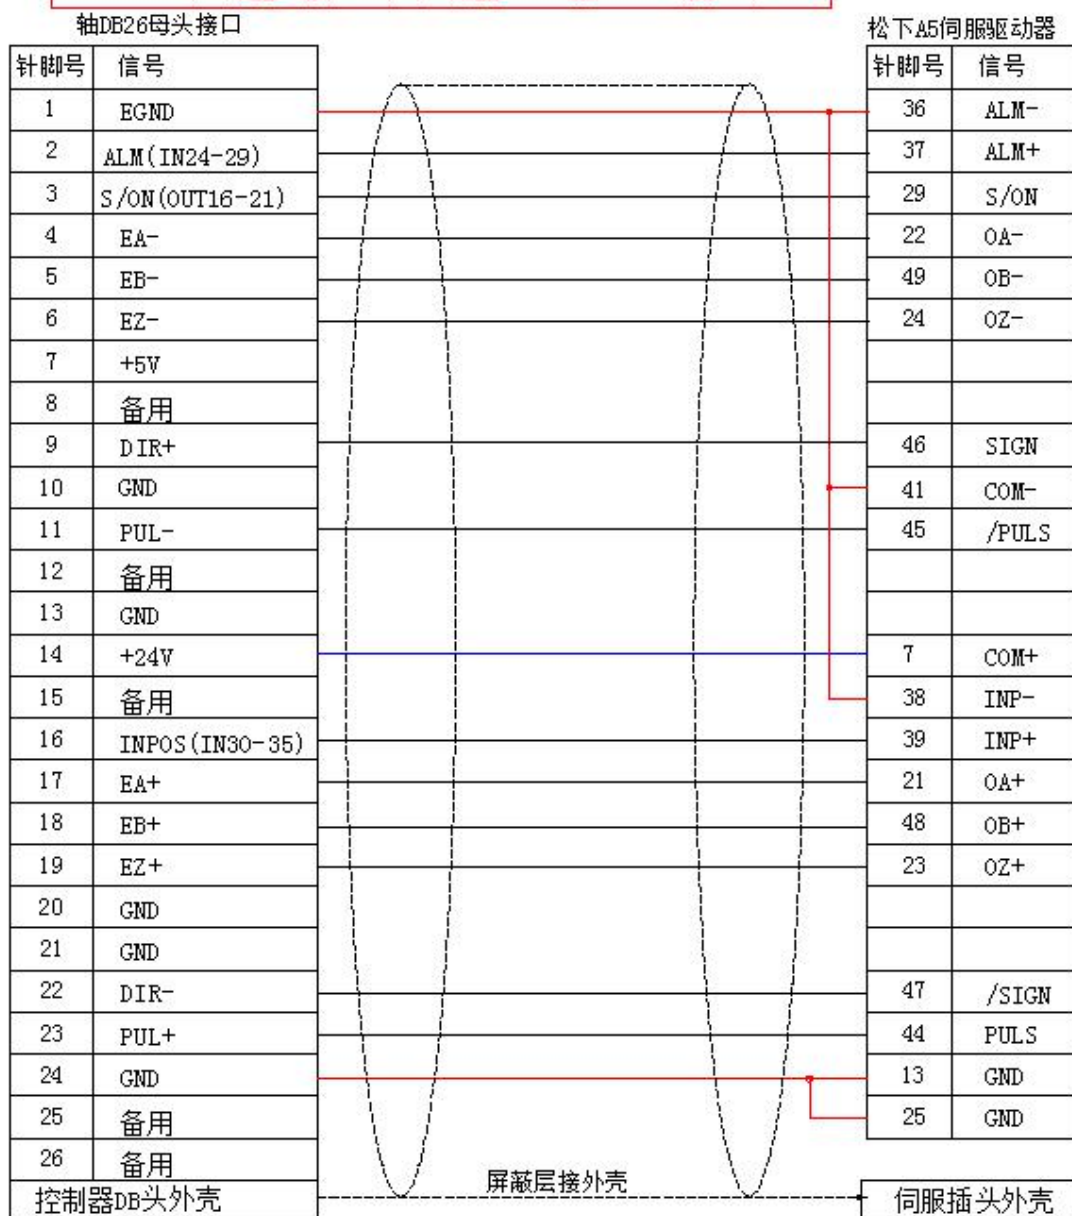 轴DB26母头接口 松下A5伺服驱动器
针脚号 信号 针脚号 信号
1 EGND 36 ALM-
2 ALM(IN24-29) 37 ALM+
3 S/ON(OUT16-21) 29 S/ON
4 EA- 22 OA-
5 EB- 49 OB-
6 EZ- 24 OZ-
7 +5V
8 备用
9 DIR+ 46 SIGN
10 GND 41 COM-
11 PUL- 45 /PULS
12 备用
13 GND
14 +24V 7 COM+
15 备用 38 INP-
16 INPOS(IN30-35) 39 INP+
17 EA+ 21 OA+
18 EB+ 48 OB+
19 EZ+ 23 OZ+
20 GND
21 GND
22 DIR- 47 /SIGN
23 PUL+ 44 PULS
24 GND 13 GND
25 备用 25 GND
26 备用
控制器DB头外壳 屏蔽层接外壳 伺服插头外壳